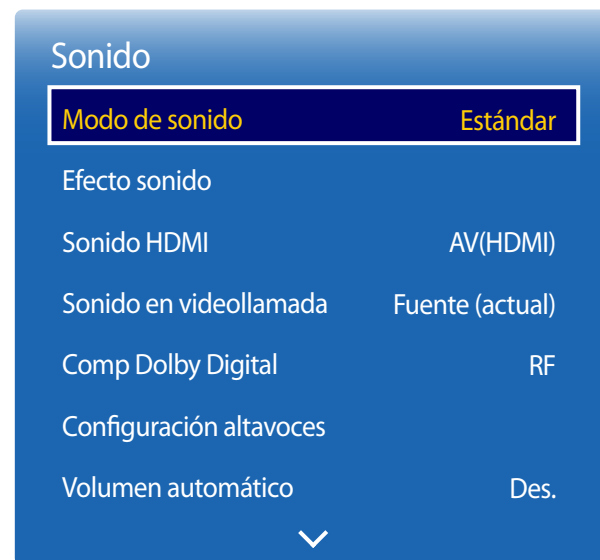 Sonido
Modo de sonido Estándar
Efecto sonido
Sonido HDMI AV(HDMI)
Sonido en videollamada Fuente (actual)
Comp Dolby Digital RF
Configuración altavoces
Volumen automático Des.